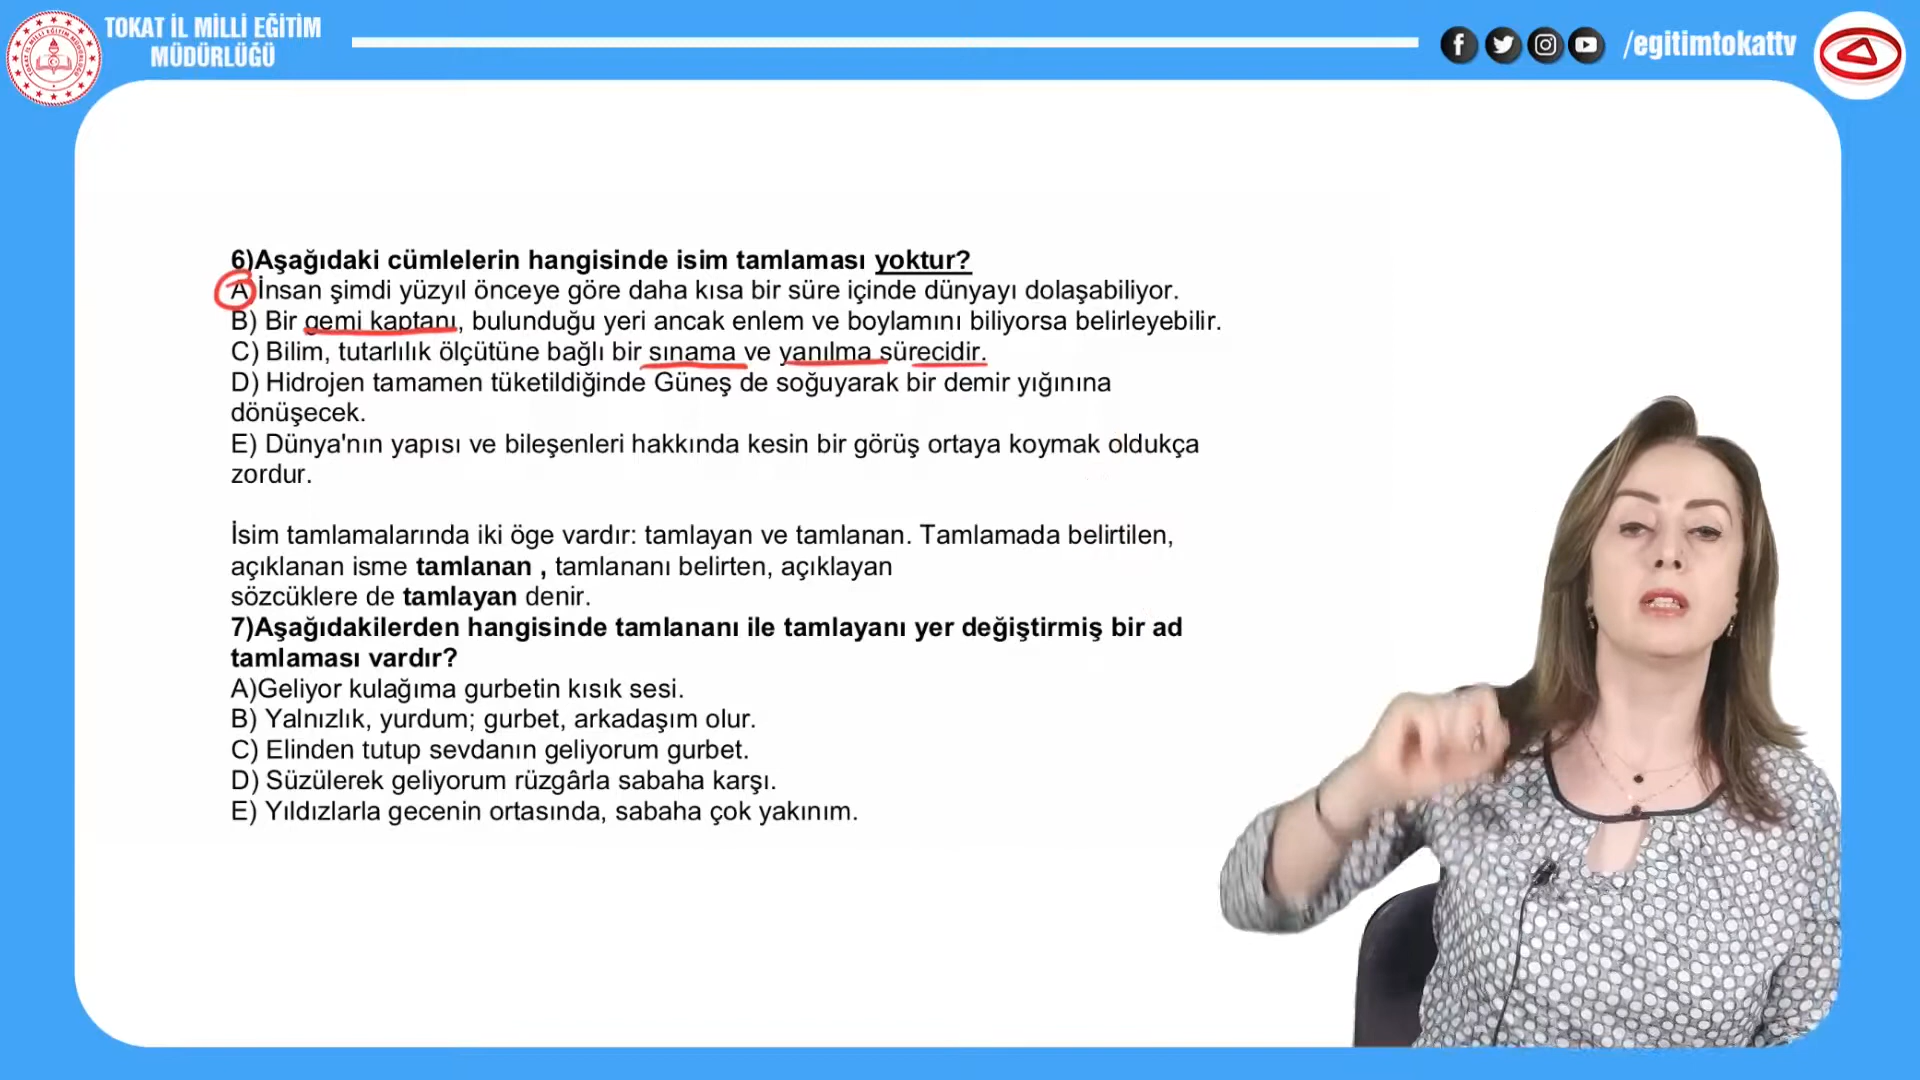 TOKAT İL MİLLİ EĞİTİM
MÜDÜRLÜĞÜ
/egitimtokattv
6)Aşağıdaki cümlelerin hangisinde isim tamlaması yoktur?
A İnsan şimdi yüzyıl önceye göre daha kısa bir süre içinde dünyayı dolaşabiliyor.
B) Bir gemi kaptanı, bulunduğu yeri ancak enlem ve boylamını biliyorsa belirleyebilir.
C) Bilim, tutarlılık ölçütüne bağlı bir sınama ve yanılma sürecidir.
D) Hidrojen tamamen tüketildiğinde Güneş de soğuyarak bir demir yığınına
dönüşecek.
E) Dünya'nın yapısı ve bileşenleri hakkında kesin bir görüş ortaya koymak oldukça
zordur.
İsim tamlamalarında iki öge vardır: tamlayan ve tamlanan. Tamlamada belirtilen,
açıklanan isme tamlanan , tamlananı belirten, açıklayan
sözcüklere de tamlayan denir.
7)Aşağıdakilerden hangisinde tamlananı ile tamlayanı yer değiştirmiş bir ad
tamlaması vardır?
A)Geliyor kulağıma gurbetin kısık sesi.
B) Yalnızlık, yurdum; gurbet, arkadaşım olur.
C) Elinden tutup sevdanın geliyorum gurbet.
D) Süzülerek geliyorum rüzgârla sabaha karşı.
E) Yıldızlarla gecenin ortasında, sabaha çok yakınım.